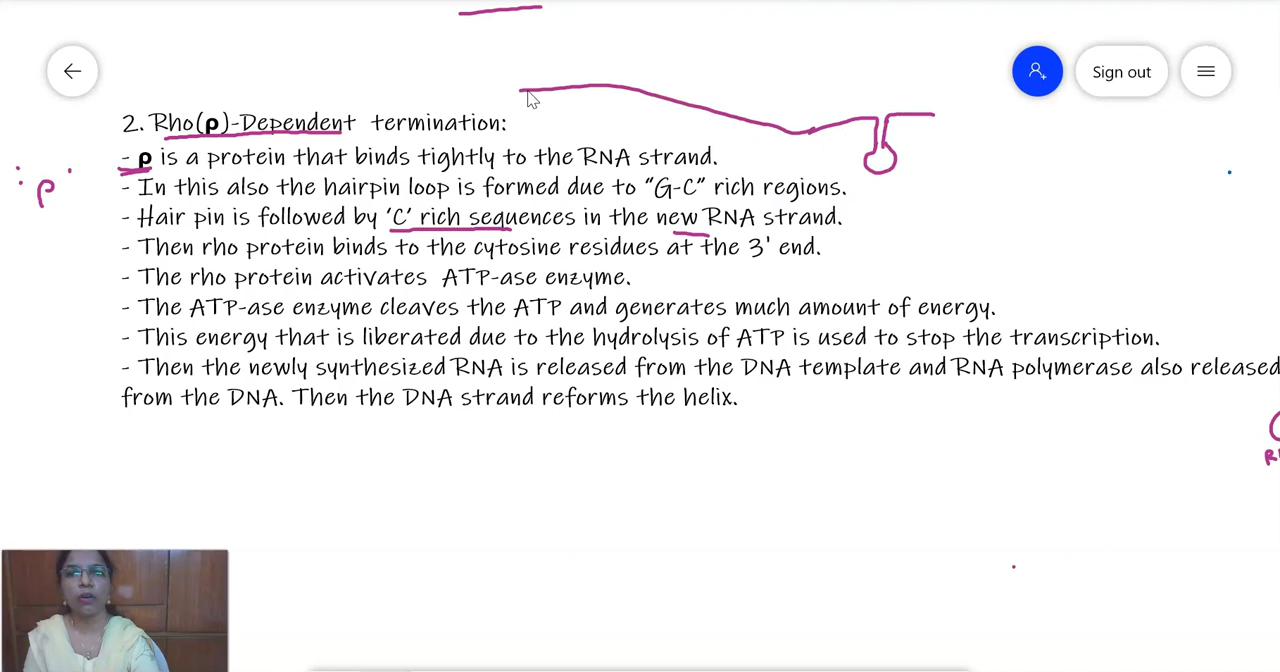 Sign out
2. Rho(ρ)-Dependent termination:
- ρ is a protein that binds tightly to the RNA strand.
ρ
- In this also the hairpin loop is formed due to “G-C” rich regions.
- Hair pin is followed by ‘C’ rich sequences in the new RNA strand.
- Then rho protein binds to the cytosine residues at the 3' end.
- The rho protein activates ATP-ase enzyme.
- The ATP-ase enzyme cleaves the ATP and generates much amount of energy.
- This energy that is liberated due to the hydrolysis of ATP is used to stop the transcription.
- Then the newly synthesized RNA is released from the DNA template and RNA polymerase also released
from the DNA. Then the DNA strand reforms the helix.